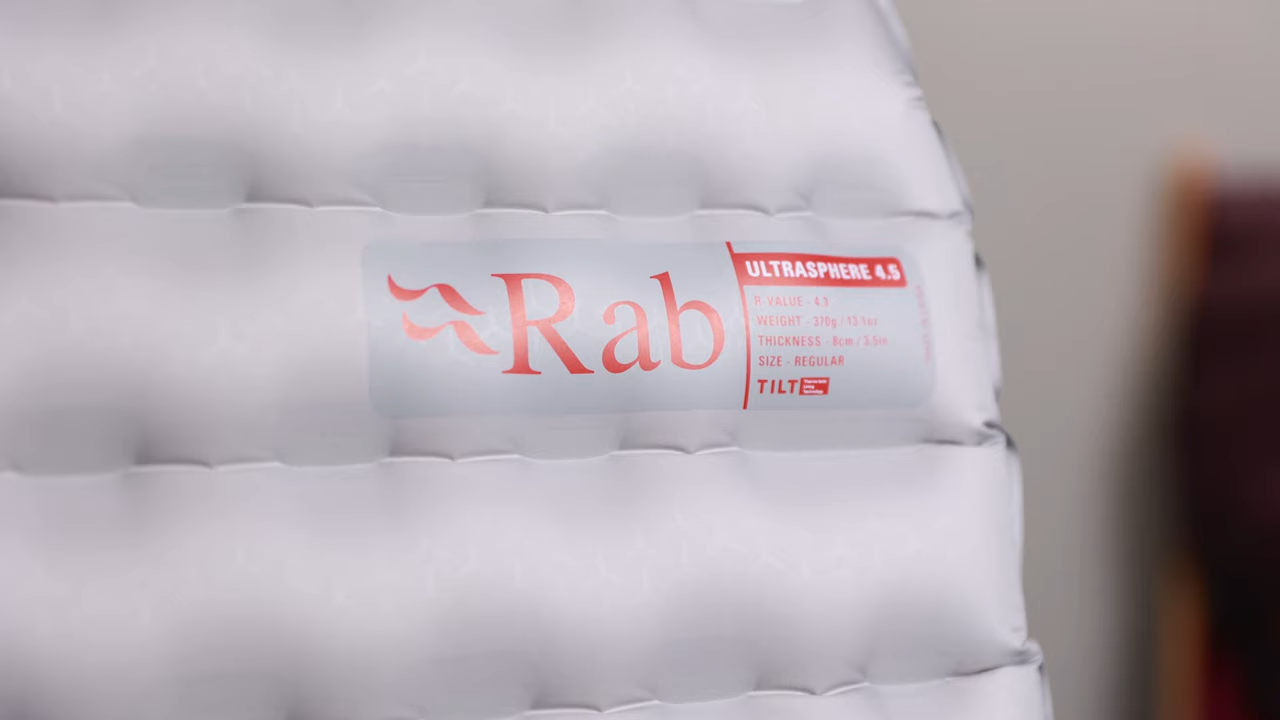 Rab
ULTRASPHERE 4.5
R-VALUE - 4.3
WEIGHT - 370g / 13.1oz
THICKNESS - 8cm / 3.5in
SIZE - REGULAR
TILT